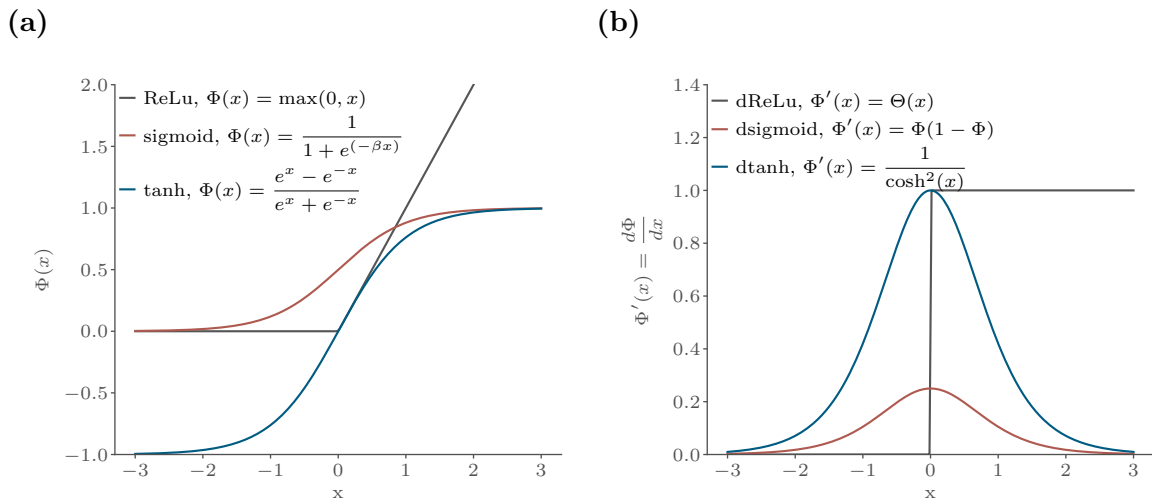 (a)
2.0
1.5
1.0
0.5
0.0
−0.5
−1.0
Φ(x)
ReLu, Φ(x) = max(0, x)
sigmoid, Φ(x) = 1 / (1 + e^(−βx))
tanh, Φ(x) = (e^x − e^−x) / (e^x + e^−x)
−3 −2 −1 0 1 2 3
x
(b)
1.4
1.2
1.0
0.8
0.6
0.4
0.2
0.0
Φ′(x) = dΦ/dx
dReLu, Φ′(x) = Θ(x)
dsigmoid, Φ′(x) = Φ(1 − Φ)
dtanh, Φ′(x) = 1 / cosh²(x)
−3 −2 −1 0 1 2 3
x